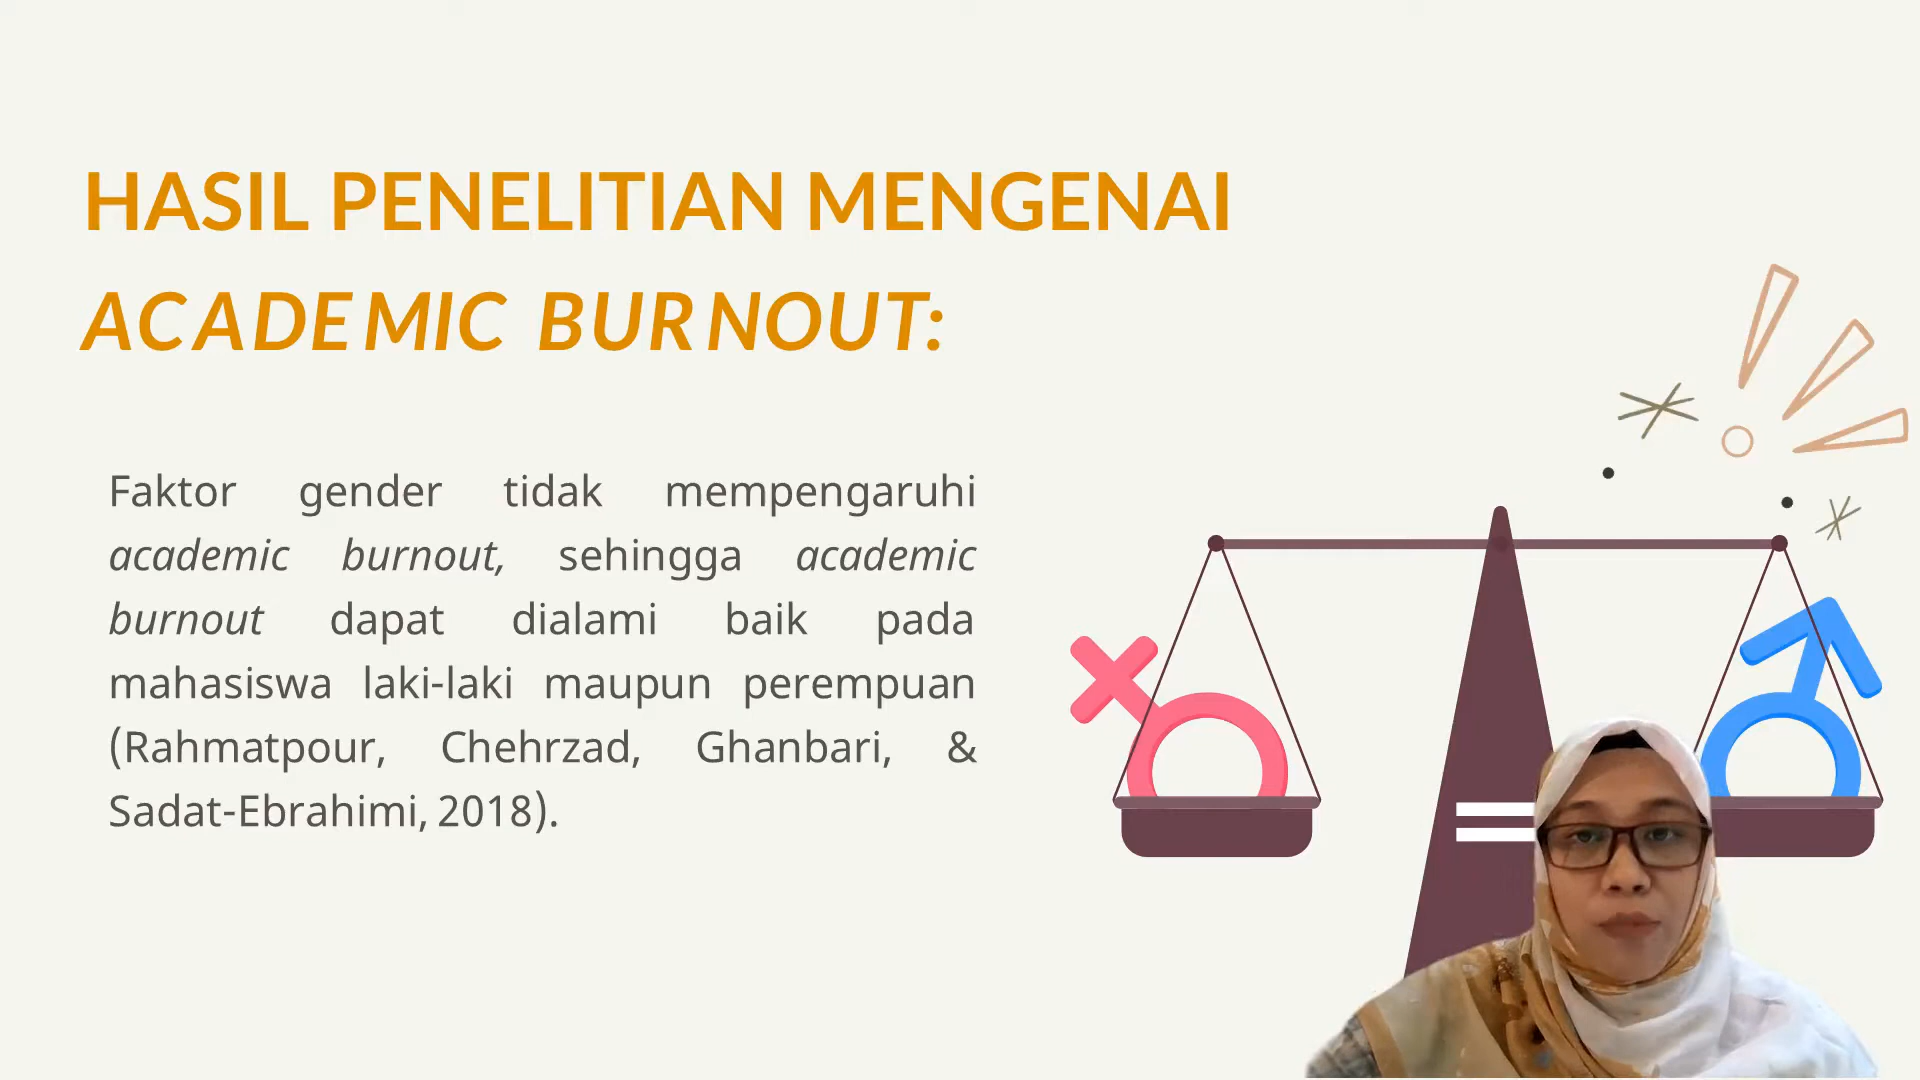 HASIL PENELITIAN MENGENAI
ACADEMIC BURNOUT:
Faktor gender tidak mempengaruhi
academic burnout, sehingga academic
burnout dapat dialami baik pada
mahasiswa laki-laki maupun perempuan
(Rahmatpour, Chehrzad, Ghanbari, &
Sadat-Ebrahimi, 2018).